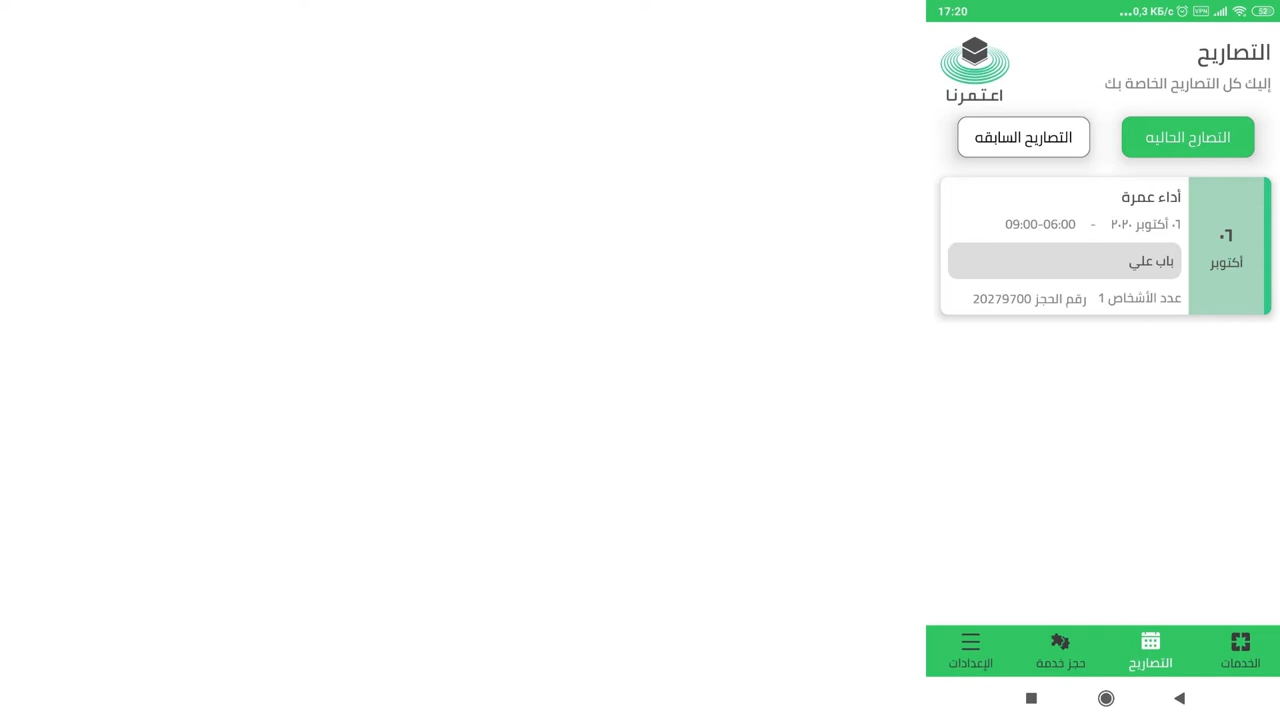 17:20 ...0,3 КБ/с VPN 52
التصاريح
إليك كل التصاريح الخاصة بك
اعتمرنا
التصارح الحاليه
التصاريح السابقه
٠٦
أكتوبر
أداء عمرة
٠٦ أكتوبر ٢٠٢٠ - 09:00-06:00
باب علي
عدد الأشخاص 1 رقم الحجز 20279700
الخدمات التصاريح حجز خدمة الإعدادات